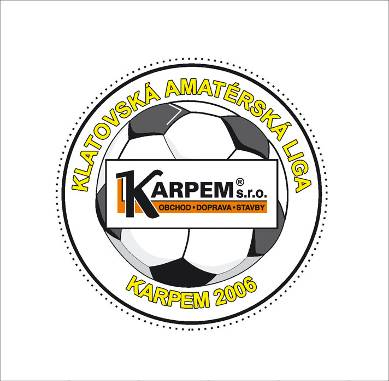 KLATOVSKÁ AMATÉRSKÁ LIGA
KARPEM® s.r.o.
OBCHOD • DOPRAVA • STAVBY
KARPEM 2006